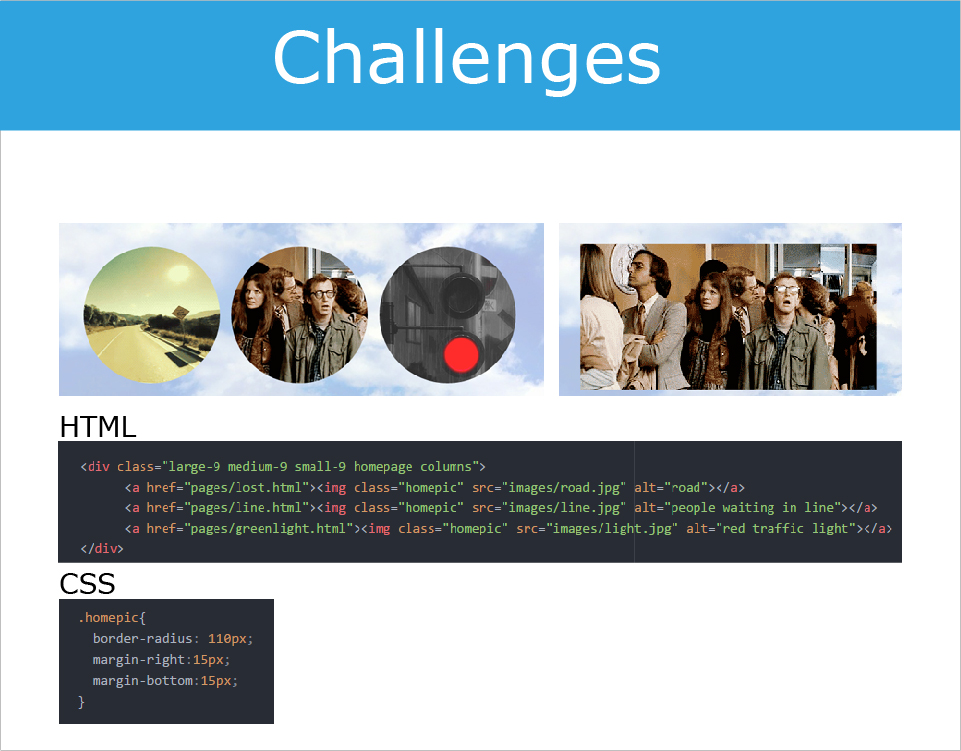 Challenges
HTML
<div class="large-9 medium-9 small-9 homepage columns">
<a href="pages/lost.html"><img class="homepic" src="images/road.jpg" alt="road"></a>
<a href="pages/line.html"><img class="homepic" src="images/line.jpg" alt="people waiting in line"></a>
<a href="pages/greenlight.html"><img class="homepic" src="images/light.jpg" alt="red traffic light"></a>
</div>
CSS
.homepic{
border-radius: 110px;
margin-right:15px;
margin-bottom:15px;
}